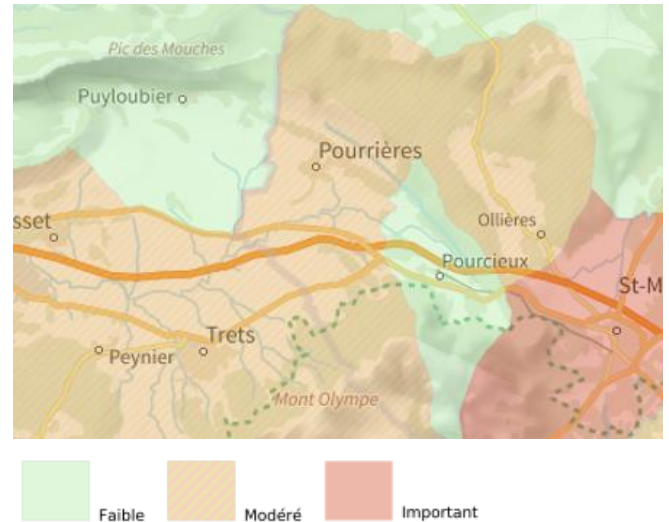 Pic des Mouches
Puyloubier
Pourrières
Ollières
sset
Pourcieux
St-M
Trets
Peynier
Mont Olympe
Faible Modéré Important